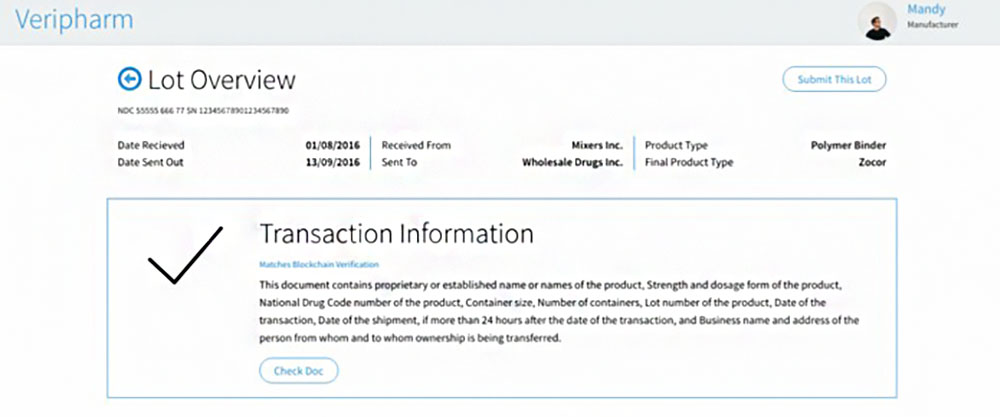 Veripharm
Mandy
Manufacturer
Lot Overview
Submit This Lot
NDC 55555 666 77 SN 12345678901234567890
Date Recieved 01/08/2016 Received From Mixers Inc. Product Type Polymer Binder
Date Sent Out 13/09/2016 Sent To Wholesale Drugs Inc. Final Product Type Zocor
Transaction Information
Matches Blockchain Verification
This document contains proprietary or established name or names of the product, Strength and dosage form of the product,
National Drug Code number of the product, Container size, Number of containers, Lot number of the product, Date of the
transaction, Date of the shipment, if more than 24 hours after the date of the transaction, and Business name and address of the
person from whom and to whom ownership is being transferred.
Check Doc